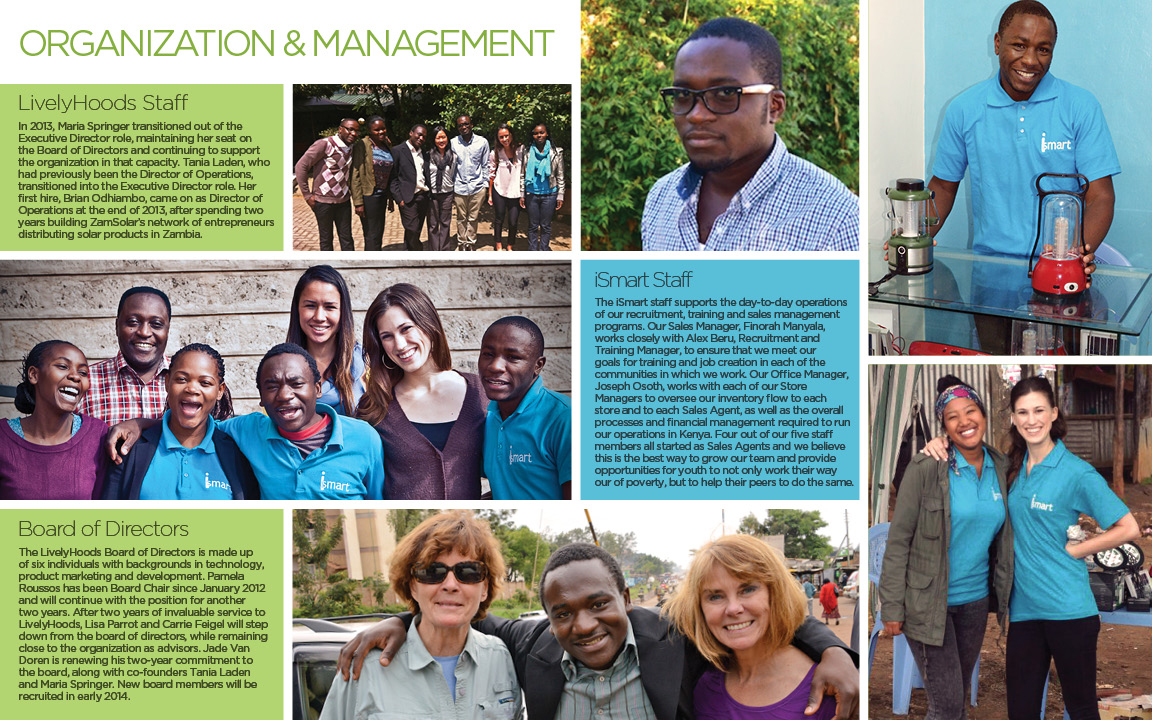 ORGANIZATION & MANAGEMENT
LivelyHoods Staff
In 2013, Maria Springer transitioned out of the
Executive Director role, maintaining her seat on
the Board of Directors and continuing to support
the organization in that capacity. Tania Laden, who
had previously been the Director of Operations,
transitioned into the Executive Director role. Her
first hire, Brian Odhiambo, came on as Director of
Operations at the end of 2013, after spending two
years building ZamSolar's network of entrepreneurs
distributing solar products in Zambia.
ismart
iSmart Staff
The iSmart staff supports the day-to-day operations
of our recruitment, training and sales management
programs. Our Sales Manager, Finorah Manyala,
works closely with Alex Beru, Recruitment and
Training Manager, to ensure that we meet our
goals for training and job creation in each of the
communities in which we work. Our Office Manager,
Joseph Osoth, works with each of our Store
Managers to oversee our inventory flow to each
store and to each Sales Agent, as well as the overall
processes and financial management required to run
our operations in Kenya. Four out of our five staff
members all started as Sales Agents and we believe
this is the best way to grow our team and provide
opportunities for youth to not only work their way
our of poverty, but to help their peers to do the same.
ismart
ismart
ismart
ismart
Board of Directors
The LivelyHoods Board of Directors is made up
of six individuals with backgrounds in technology,
product marketing and development. Pamela
Roussos has been Board Chair since January 2012
and will continue with the position for another
two years. After two years of invaluable service to
LivelyHoods, Lisa Parrot and Carrie Feigel will step
down from the board of directors, while remaining
close to the organization as advisors. Jade Van
Doren is renewing his two-year commitment to
the board, along with co-founders Tania Laden
and Maria Springer. New board members will be
recruited in early 2014.